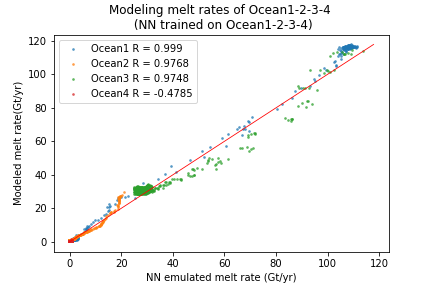 Modeling melt rates of Ocean1-2-3-4
(NN trained on Ocean1-2-3-4)
Ocean1 R = 0.999
Ocean2 R = 0.9768
Ocean3 R = 0.9748
Ocean4 R = -0.4785
Modeled melt rate(Gt/yr)
120
100
80
60
40
20
0
0 20 40 60 80 100 120
NN emulated melt rate (Gt/yr)